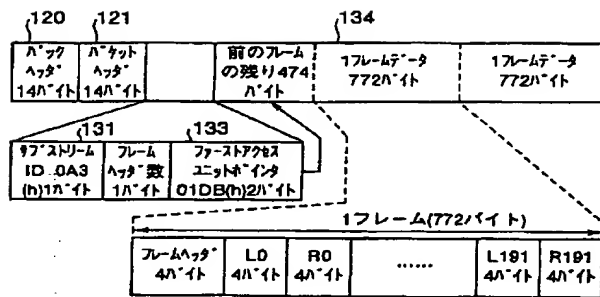 120
121
134
パック
ヘッダ
14バイト
パケット
ヘッダ
14バイト
前のフレーム
の残り474
バイト
1フレームデータ
772バイト
1フレームデータ
772バイト
131
133
サブストリーム
ID 0A3
(h)1バイト
フレーム
ヘッダ数
1バイト
ファーストアクセス
ユニットポインタ
01DB(h)2バイト
1フレーム(772バイト)
フレームヘッダ
4バイト
L0
4バイト
R0
4バイト
……
L191
4バイト
R191
4バイト